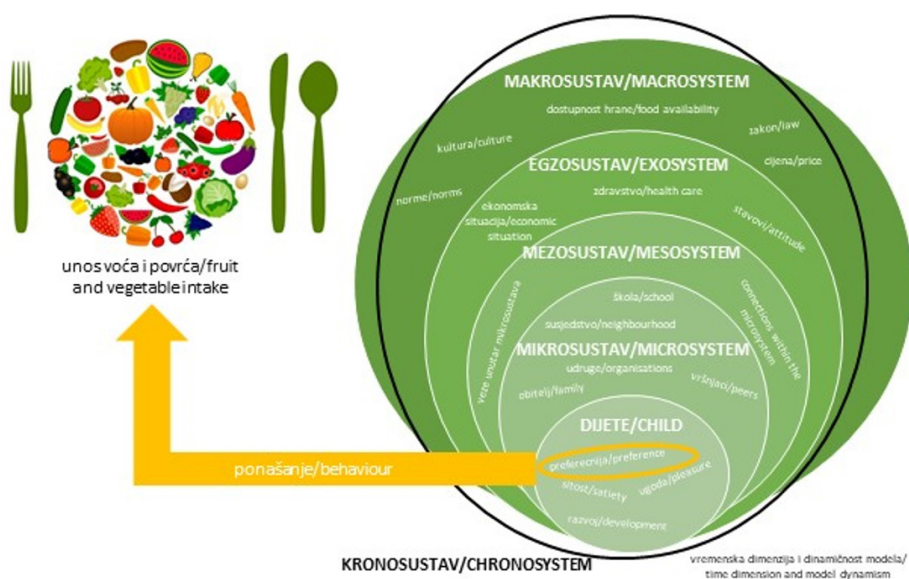 MAKROSUSTAV/MACROSYSTEM
dostupnost hrane/food availability
kultura/culture
zakon/law
cijena/price
norme/norms
EGZOSUSTAV/EXOSYSTEM
zdravstvo/health care
ekonomska
situacija/economic
situation
stavovi/attitude
MEZOSUSTAV/MESOSYSTEM
veze unutar mikrosustava
connections within the
microsystem
škola/school
susjedstvo/neighbourhood
MIKROSUSTAV/MICROSYSTEM
udruge/organisations
obitelj/family
vršnjaci/peers
DIJETE/CHILD
preferecnija/preference
sitost/satiety
ugoda/pleasure
razvoj/development
unos voća i povrća/fruit
and vegetable intake
ponašanje/behaviour
KRONOSUSTAV/CHRONOSYSTEM
vremenska dimenzija i dinamičnost modela/
time dimension and model dynamism